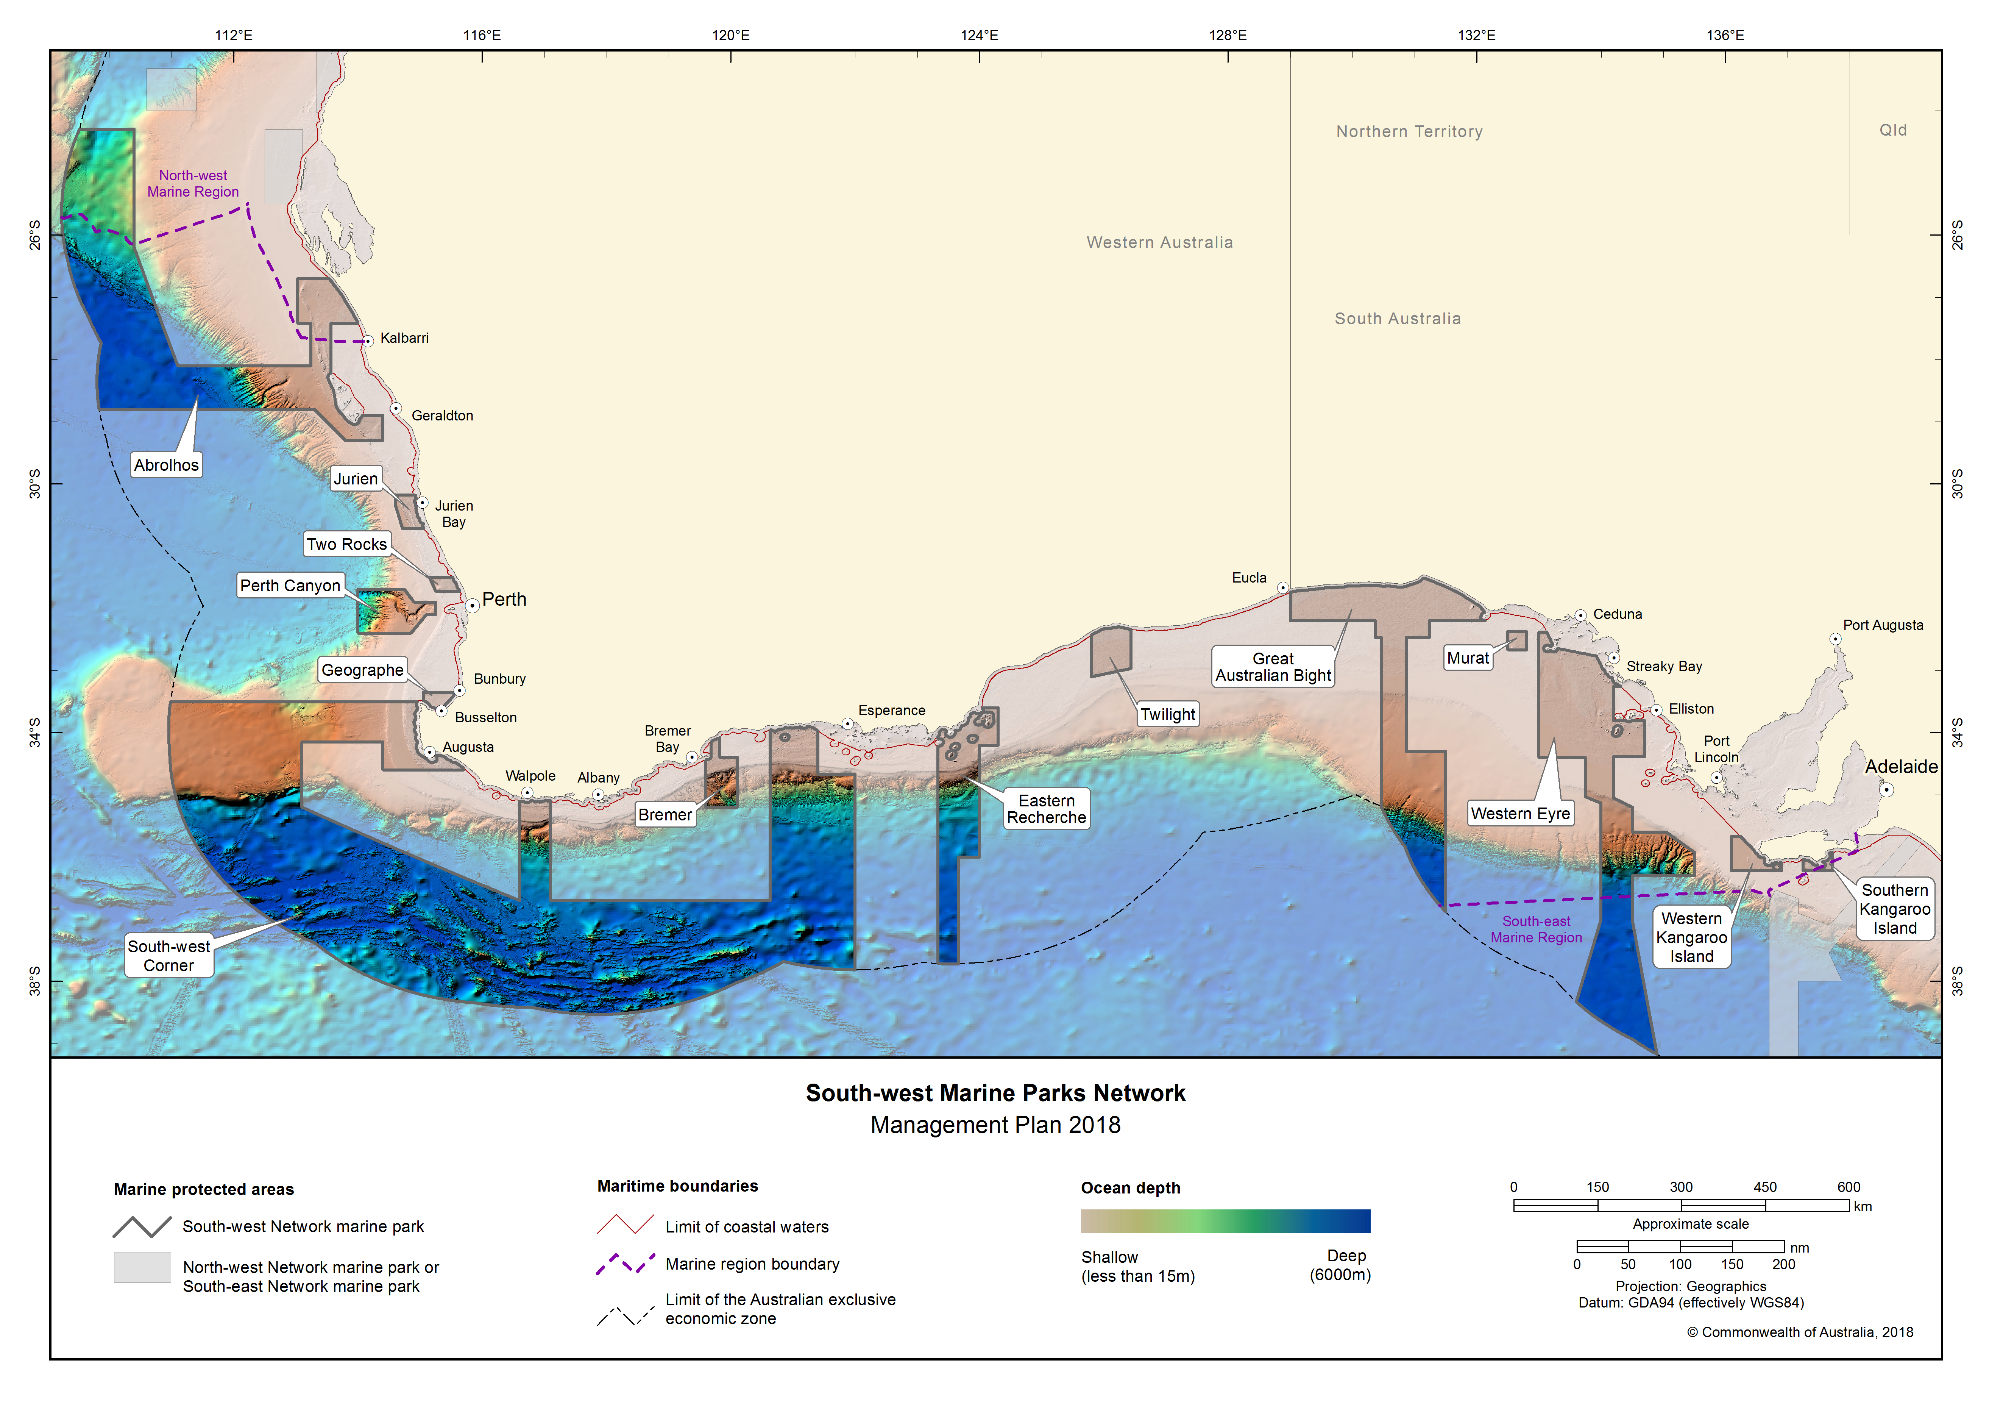 112°E
116°E
120°E
124°E
128°E
132°E
136°E
26°S
30°S
34°S
38°S
26°S
30°S
34°S
38°S
North-west
Marine Region
Northern Territory
Qld
Western Australia
South Australia
Kalbarri
Geraldton
Abrolhos
Jurien
Jurien
Bay
Two Rocks
Perth Canyon
Perth
Geographe
Bunbury
Busselton
Augusta
Walpole
Albany
Bremer
Bay
Bremer
Esperance
Eastern
Recherche
Twilight
Eucla
Great
Australian Bight
Murat
Ceduna
Port Augusta
Streaky Bay
Elliston
Port
Lincoln
Adelaide
Western Eyre
South-west
Corner
South-east
Marine Region
Western
Kangaroo
Island
Southern
Kangaroo
Island
South-west Marine Parks Network
Management Plan 2018
Marine protected areas
South-west Network marine park
North-west Network marine park or
South-east Network marine park
Maritime boundaries
Limit of coastal waters
Marine region boundary
Limit of the Australian exclusive
economic zone
Ocean depth
Shallow
(less than 15m)
Deep
(6000m)
0 150 300 450 600
km
Approximate scale
nm
0 50 100 150 200
Projection: Geographics
Datum: GDA94 (effectively WGS84)
© Commonwealth of Australia, 2018